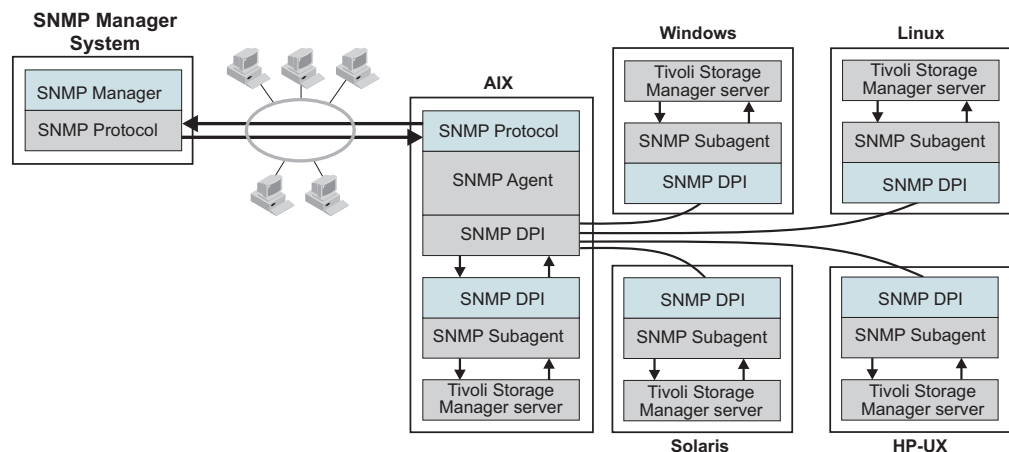 SNMP Manager
System
SNMP Manager
SNMP Protocol
AIX
SNMP Protocol
SNMP Agent
SNMP DPI
SNMP DPI
SNMP Subagent
Tivoli Storage
Manager server
Windows
Tivoli Storage
Manager server
SNMP Subagent
SNMP DPI
Linux
Tivoli Storage
Manager server
SNMP Subagent
SNMP DPI
SNMP DPI
SNMP Subagent
Tivoli Storage
Manager server
Solaris
SNMP DPI
SNMP Subagent
Tivoli Storage
Manager server
HP-UX